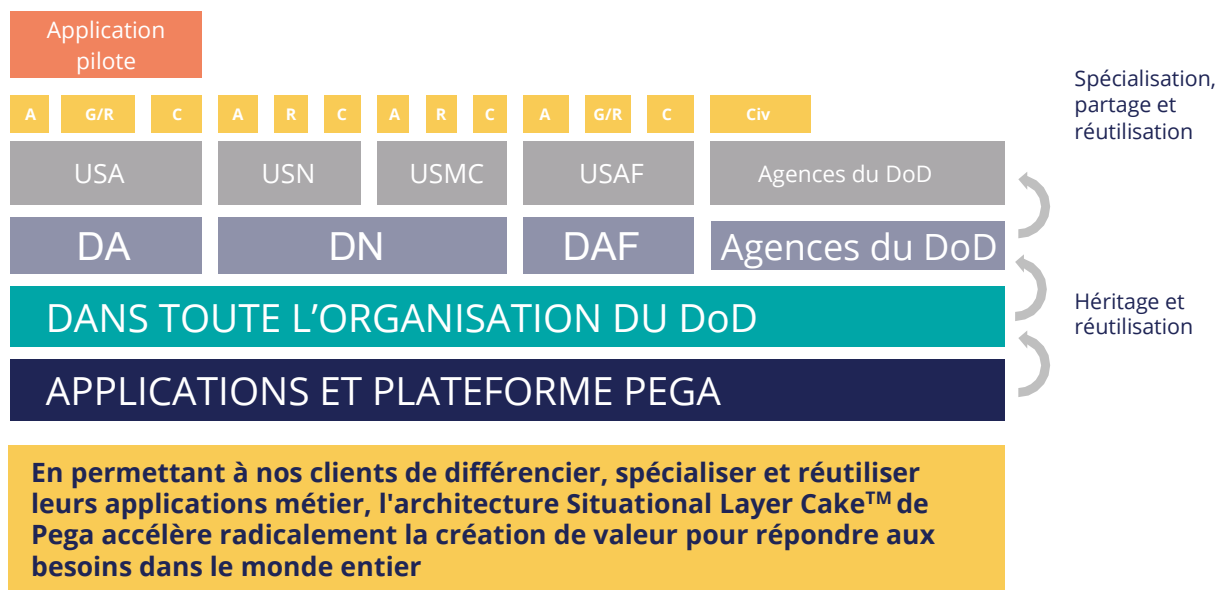 Application
pilote
Spécialisation,
partage et
réutilisation
A G/R C A R C A R C A G/R C Civ
USA USN USMC USAF Agences du DoD
DA DN DAF Agences du DoD
Héritage et
réutilisation
DANS TOUTE L’ORGANISATION DU DoD
APPLICATIONS ET PLATEFORME PEGA
En permettant à nos clients de différencier, spécialiser et réutiliser
leurs applications métier, l'architecture Situational Layer Cake™ de
Pega accélère radicalement la création de valeur pour répondre aux
besoins dans le monde entier